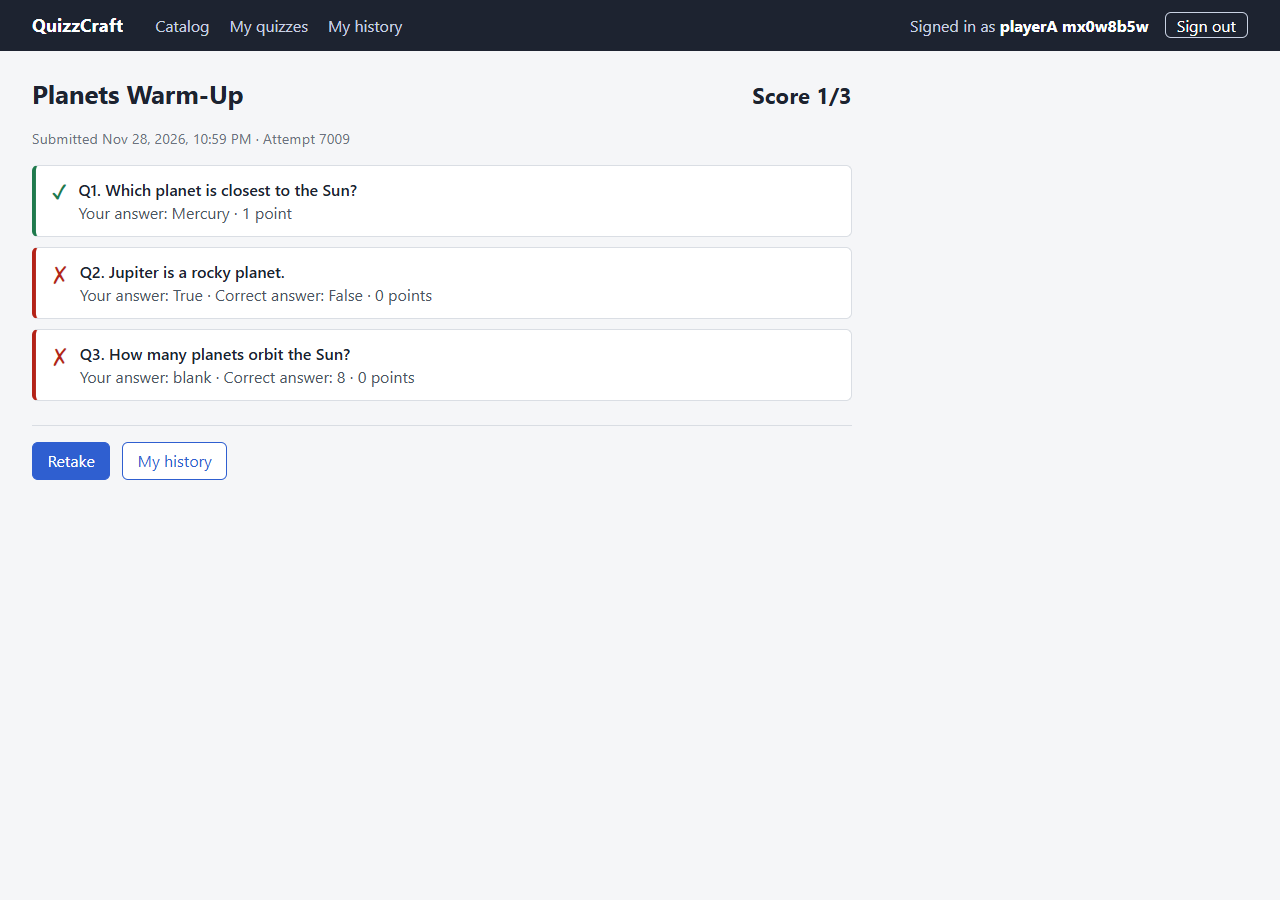 QuizzCraft Catalog My quizzes My history Signed in as playerA mx0w8b5w Sign out
Planets Warm-Up Score 1/3
Submitted Nov 28, 2026, 10:59 PM · Attempt 7009
✓ Q1. Which planet is closest to the Sun?
Your answer: Mercury · 1 point
✗ Q2. Jupiter is a rocky planet.
Your answer: True · Correct answer: False · 0 points
✗ Q3. How many planets orbit the Sun?
Your answer: blank · Correct answer: 8 · 0 points
Retake My history